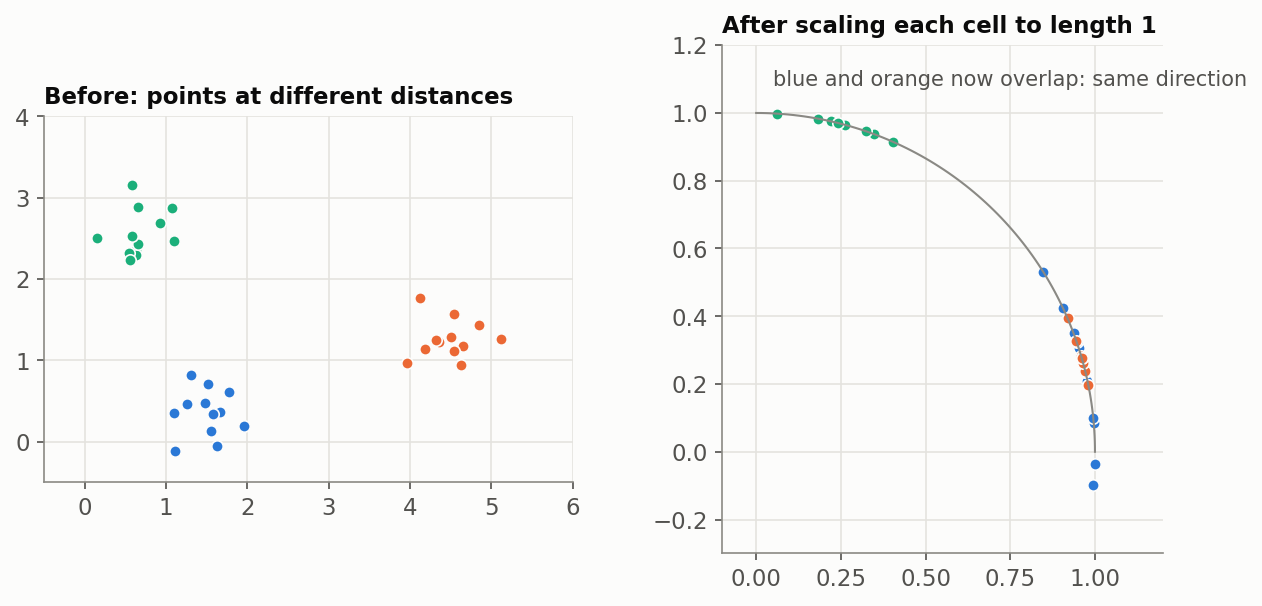 Before: points at different distances
4
3
2
1
0
0 1 2 3 4 5 6
After scaling each cell to length 1
blue and orange now overlap: same direction
1.2
1.0
0.8
0.6
0.4
0.2
0.0
−0.2
0.00 0.25 0.50 0.75 1.00